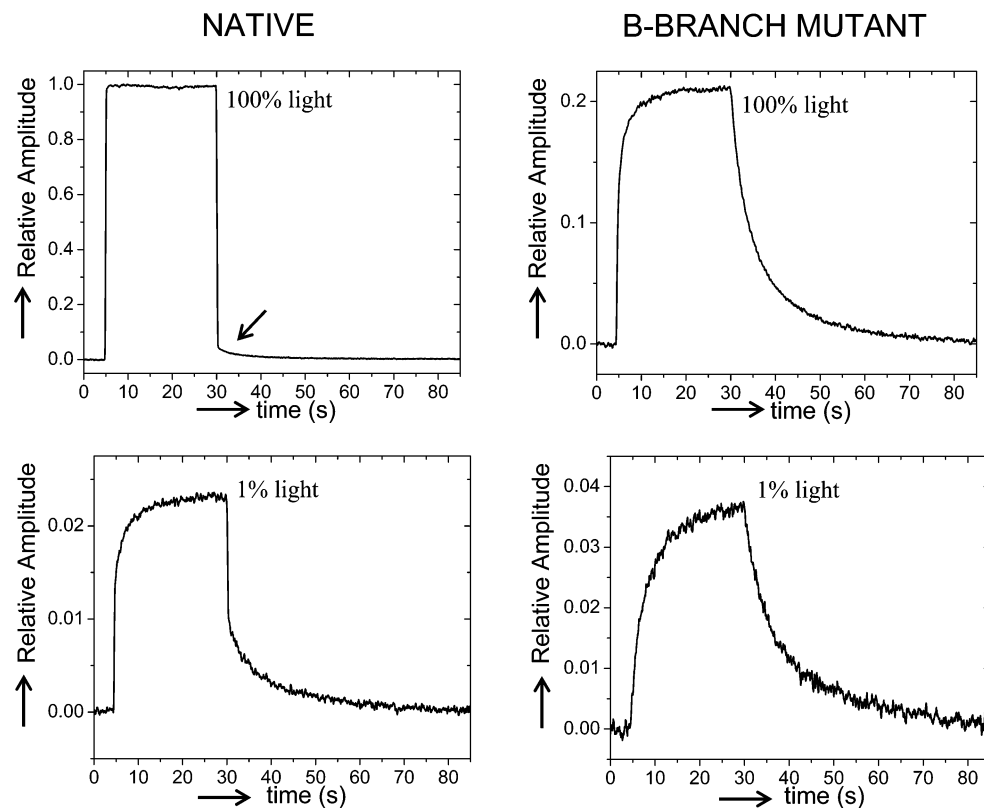 NATIVE
B-BRANCH MUTANT
Relative Amplitude
1.0
0.8
0.6
0.4
0.2
0.0
100% light
0 10 20 30 40 50 60 70 80
time (s)
Relative Amplitude
0.2
0.1
0.0
100% light
0 10 20 30 40 50 60 70 80
time (s)
Relative Amplitude
0.02
0.01
0.00
1% light
0 10 20 30 40 50 60 70 80
time (s)
Relative Amplitude
0.04
0.03
0.02
0.01
0.00
1% light
0 10 20 30 40 50 60 70 80
time (s)